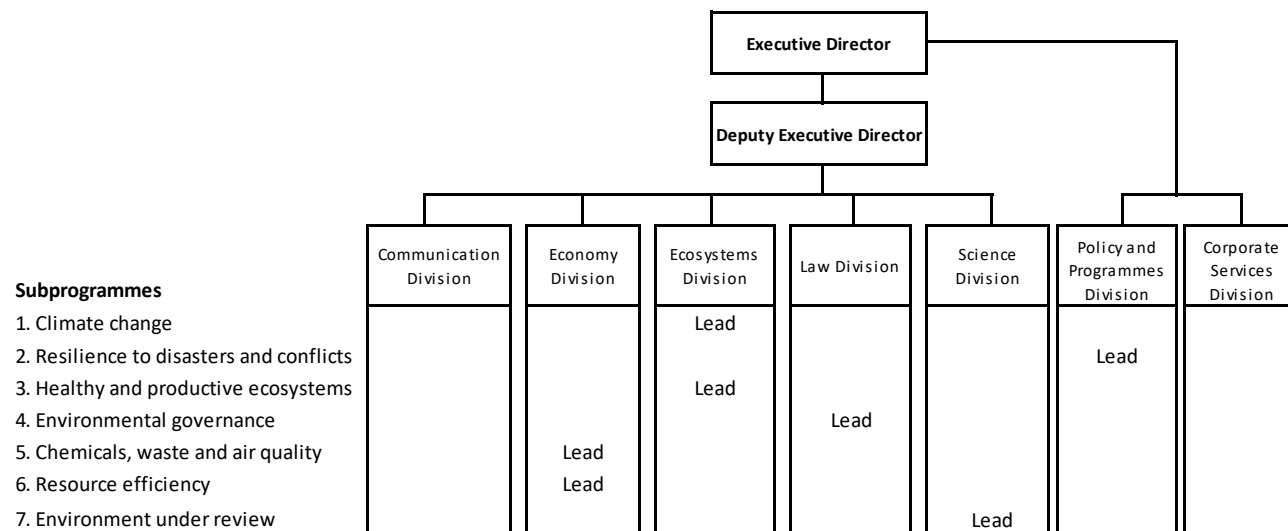 Executive Director
Deputy Executive Director
Communication
Division
Economy
Division
Ecosystems
Division
Law Division
Science
Division
Policy and
Programmes
Division
Corporate
Services
Division
Subprogrammes
1. Climate change
Lead
2. Resilience to disasters and conflicts
Lead
3. Healthy and productive ecosystems
Lead
4. Environmental governance
Lead
5. Chemicals, waste and air quality
Lead
6. Resource efficiency
Lead
7. Environment under review
Lead